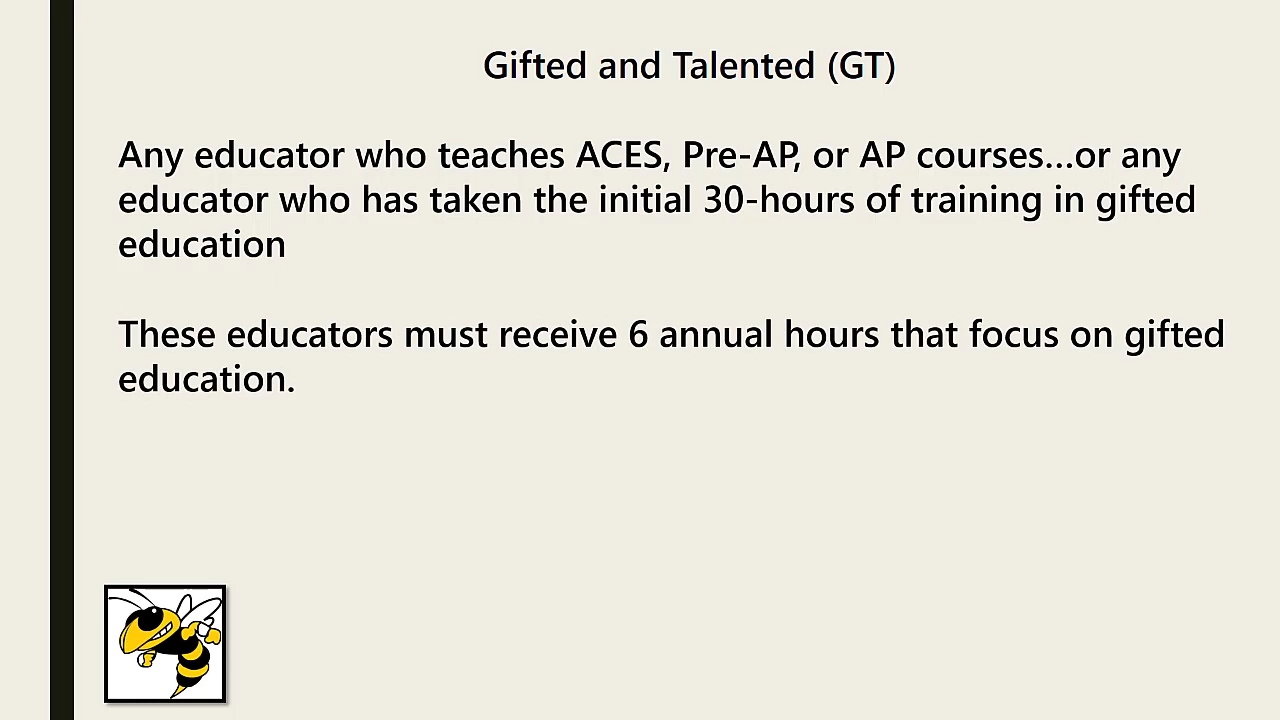 Gifted and Talented (GT)
Any educator who teaches ACES, Pre-AP, or AP courses...or any
educator who has taken the initial 30-hours of training in gifted
education
These educators must receive 6 annual hours that focus on gifted
education.